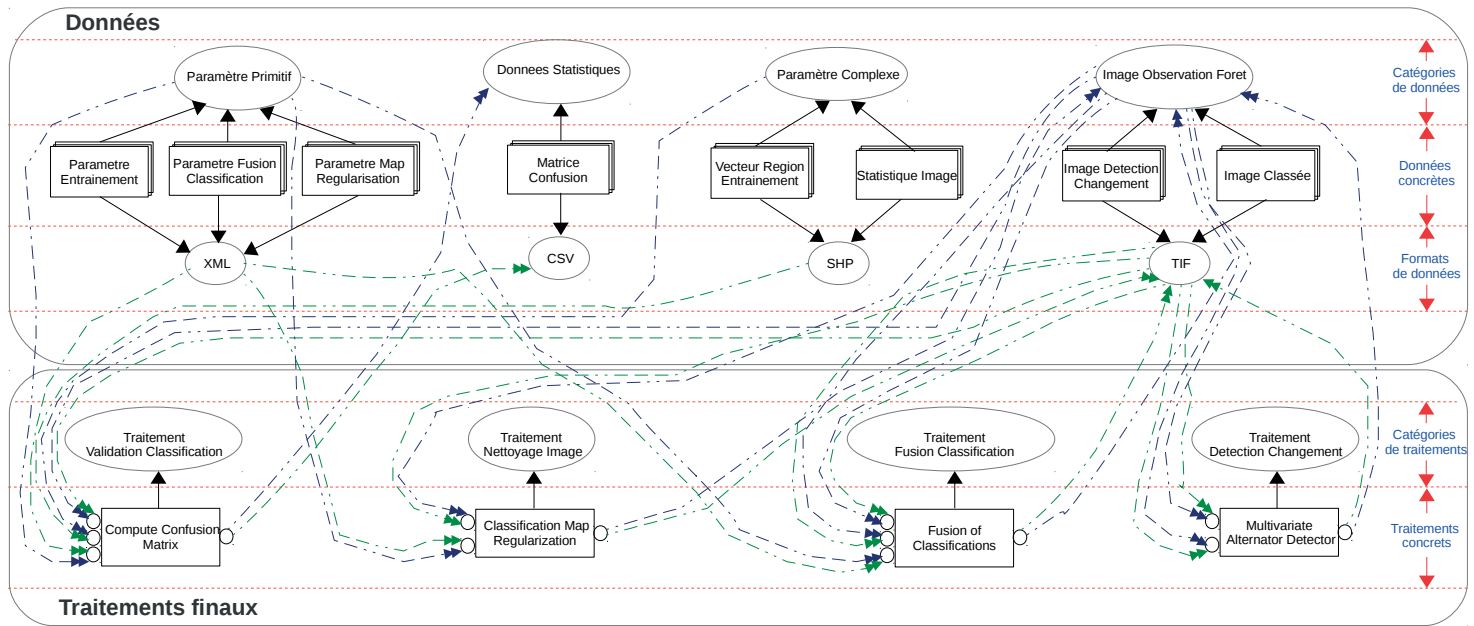 Données
Paramètre Primitif
Donnees Statistiques
Paramètre Complexe
Image Observation Foret
Catégories
de données
Parametre
Entrainement
Parametre Fusion
Classification
Parametre Map
Regularisation
Matrice
Confusion
Vecteur Region
Entrainement
Statistique Image
Image Detection
Changement
Image Classée
Données
concrètes
XML
CSV
SHP
TIF
Formats
de données
Traitement
Validation Classification
Traitement
Nettoyage Image
Traitement
Fusion Classification
Traitement
Detection Changement
Catégories
de traitements
Compute Confusion
Matrix
Classification Map
Regularization
Fusion of
Classifications
Multivariate
Alternator Detector
Traitements
concrets
Traitements finaux